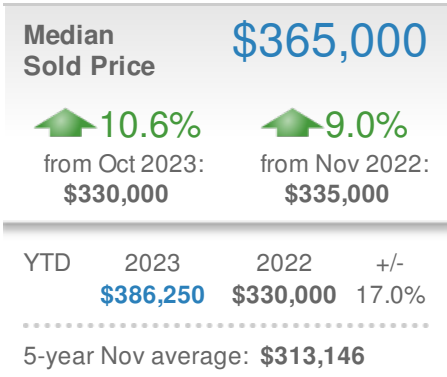 Median
Sold Price
$365,000
10.6%
9.0%
from Oct 2023:
from Nov 2022:
$330,000
$335,000
YTD 2023 2022 +/-
$386,250 $330,000 17.0%
5-year Nov average: $313,146